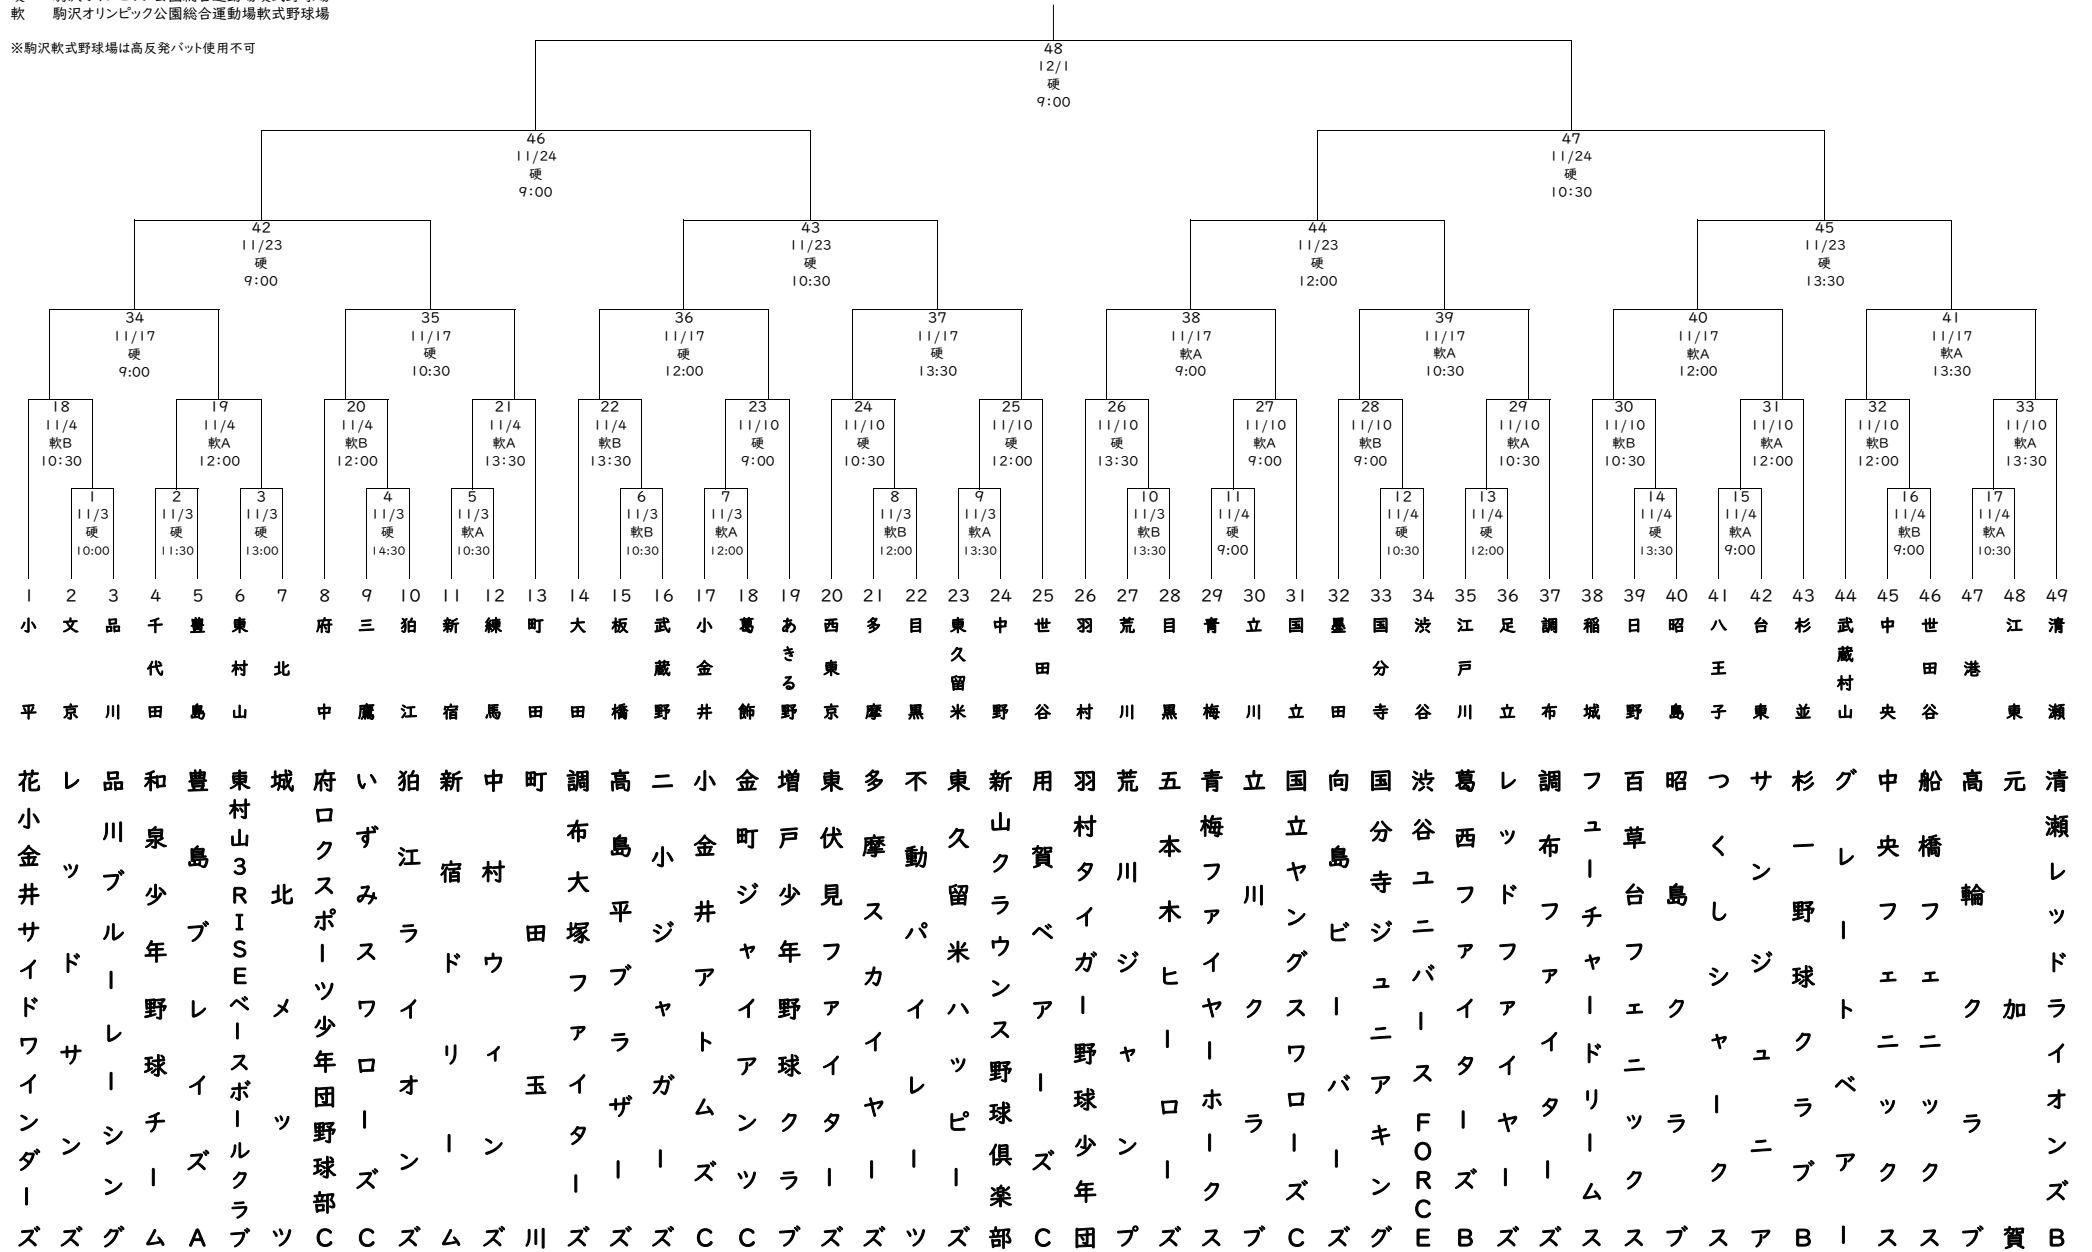 軟 駒沢オリンピック公園総合運動場軟式野球場
※駒沢軟式野球場は高反発バット使用不可
48
12/1
硬
9:00
46
11/24
硬
9:00
47
11/24
硬
10:30
42
11/23
硬
9:00
43
11/23
硬
10:30
44
11/23
硬
12:00
45
11/23
硬
13:30
34
11/17
硬
9:00
35
11/17
硬
10:30
36
11/17
硬
12:00
37
11/17
硬
13:30
38
11/17
軟A
9:00
39
11/17
軟A
10:30
40
11/17
軟A
12:00
41
11/17
軟A
13:30
18
11/4
軟B
10:30
19
11/4
軟A
12:00
20
11/4
軟B
12:00
21
11/4
軟A
13:30
22
11/4
軟B
13:30
23
11/10
硬
9:00
24
11/10
硬
10:30
25
11/10
硬
12:00
26
11/10
硬
13:30
27
11/10
軟A
9:00
28
11/10
軟B
9:00
29
11/10
軟A
10:30
30
11/10
軟B
10:30
31
11/10
軟A
12:00
32
11/10
軟B
12:00
33
11/10
軟A
13:30
1
11/3
硬
10:00
2
11/3
硬
11:30
3
11/3
硬
13:00
4
11/3
硬
14:30
5
11/3
軟A
10:30
6
11/3
軟B
10:30
7
11/3
軟A
12:00
8
11/3
軟B
12:00
9
11/3
軟A
13:30
10
11/3
軟B
13:30
11
11/4
硬
9:00
12
11/4
硬
10:30
13
11/4
硬
12:00
14
11/4
硬
13:30
15
11/4
軟A
9:00
16
11/4
軟B
9:00
17
11/4
軟A
10:30
1 小平 花小金井サイドワインダーズ
2 文京 レッドサンズ
3 品川 品川ブルーレーシング
4 千代田 和泉少年野球チーム
5 豊島 豊島ブレイズA
6 東村山 東村山3RISEベースボールクラブ
7 北 城北メッツ
8 府中 府ロクスポーツ少年団野球部C
9 三鷹 いずみスワローズC
10 狛江 狛江ライオンズ
11 新宿 新宿ドリーム
12 練馬 中村ウィンズ
13 町田 町田玉川
14 大田 調布大塚ファイターズ
15 板橋 高島平ブラザーズ
16 武蔵野 二小ジャガーズ
17 小金井 小金井アトムズC
18 葛飾 金町ジャイアンツC
19 あきる野 増戸少年野球クラブ
20 西東京 東伏見ファイターズ
21 多摩 多摩スカイヤーズ
22 目黒 不動パイレーツ
23 東久留米 東久留米ハッピーズ
24 中野 新山クラウンズ野球倶楽部
25 世田谷 用賀ベアーズC
26 羽村 羽村タイガー野球少年団
27 荒川 荒川ジャンプ
28 目黒 五本木ヒーローズ
29 青梅 青梅ファイヤーホークス
30 立川 立川クラブ
31 国立 国立ヤングスワローズC
32 墨田 向島ビーバーズ
33 国分寺 国分寺ジュニアキング
34 渋谷 渋谷ユニバースFORCE
35 江戸川 葛西ファイターズB
36 足立 レッドファイヤーズ
37 調布 調布ファイターズ
38 稲城 フューチャードリームス
39 日野 百草台フェニックス
40 昭島 昭島クラブ
41 八王子 つくしシャークス
42 台東 サンジュニア
43 杉並 杉一野球クラブB
44 武蔵村山 グレートベアー
45 中央 中央フェニックス
46 世田谷 船橋フェニックス
47 港 高輪クラブ
48 江東 元加賀
49 清瀬 清瀬レッドライオンズB